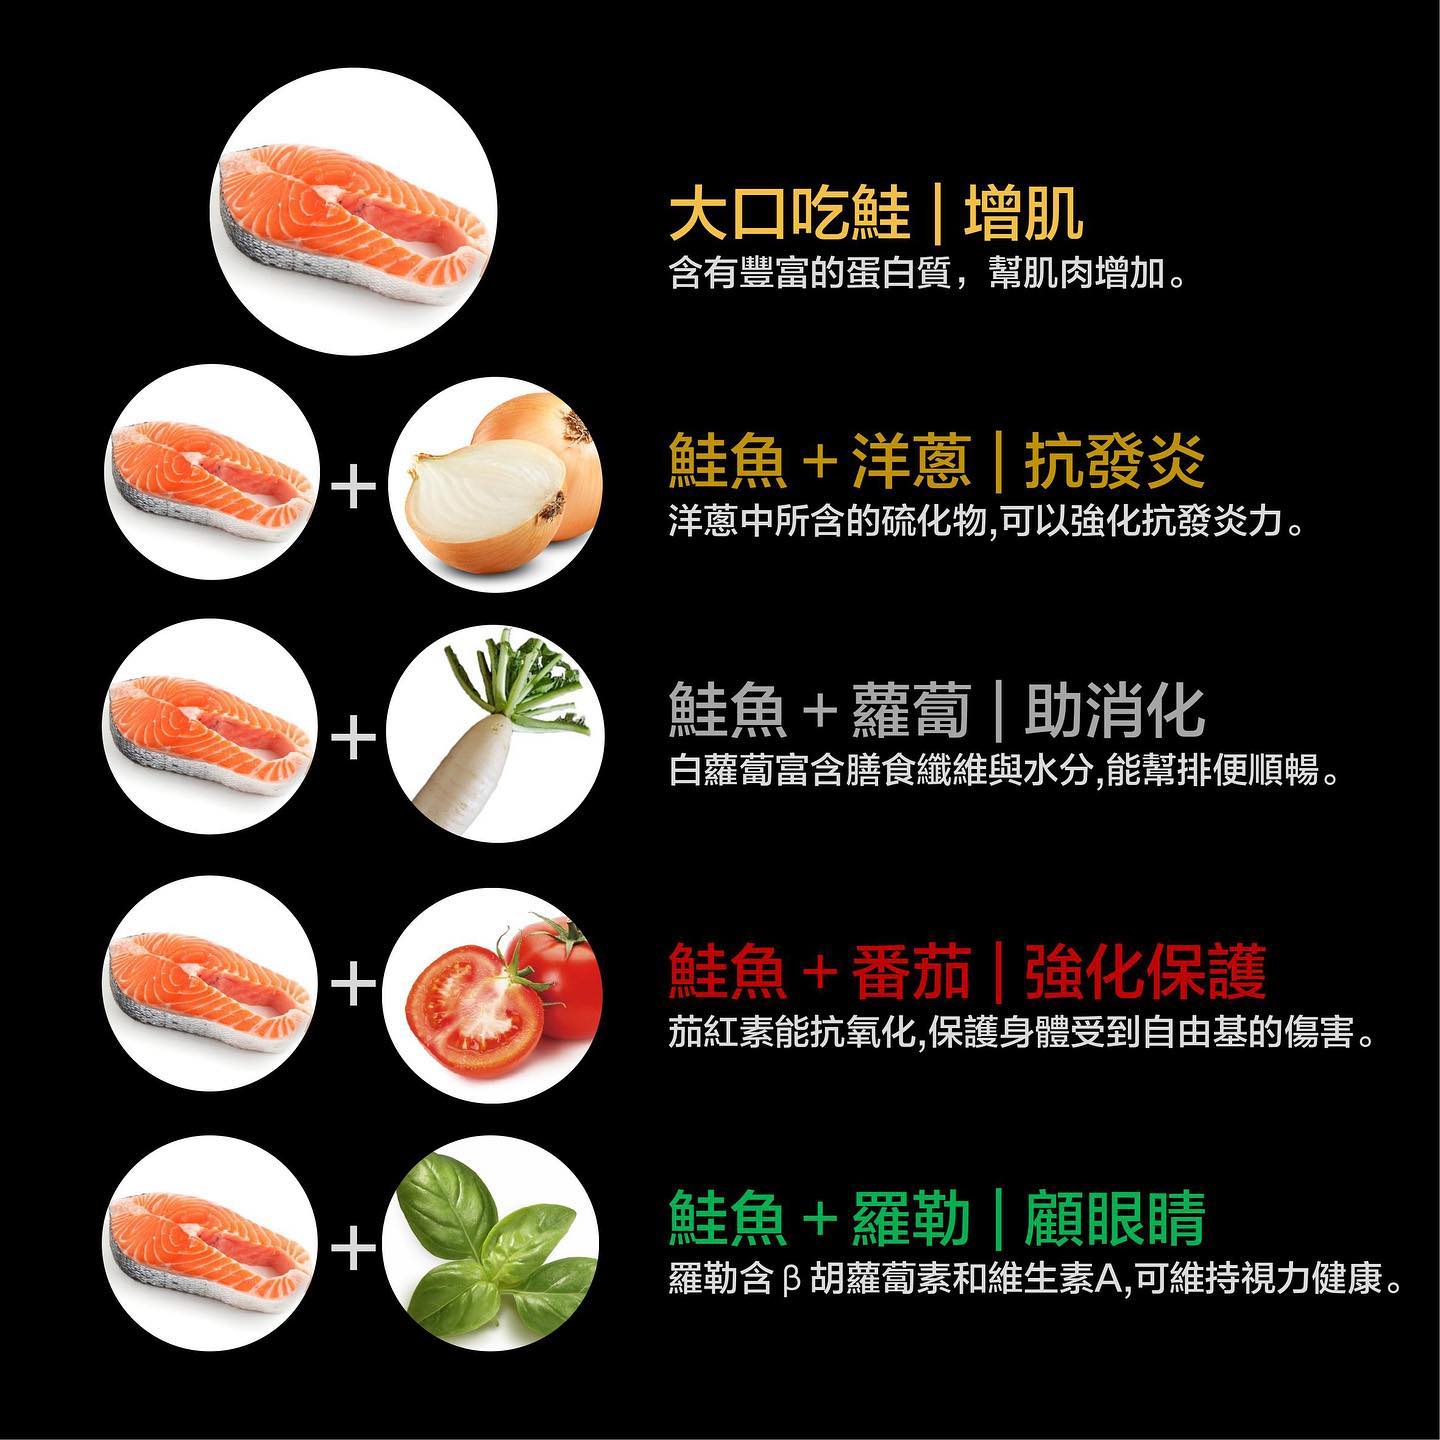 大口吃鮭｜增肌
含有豐富的蛋白質，幫肌肉增加。
鮭魚＋洋蔥｜抗發炎
洋蔥中所含的硫化物,可以強化抗發炎力。
鮭魚＋蘿蔔｜助消化
白蘿蔔富含膳食纖維與水分,能幫排便順暢。
鮭魚＋番茄｜強化保護
茄紅素能抗氧化,保護身體受到自由基的傷害。
鮭魚＋羅勒｜顧眼睛
羅勒含β胡蘿蔔素和維生素A,可維持視力健康。